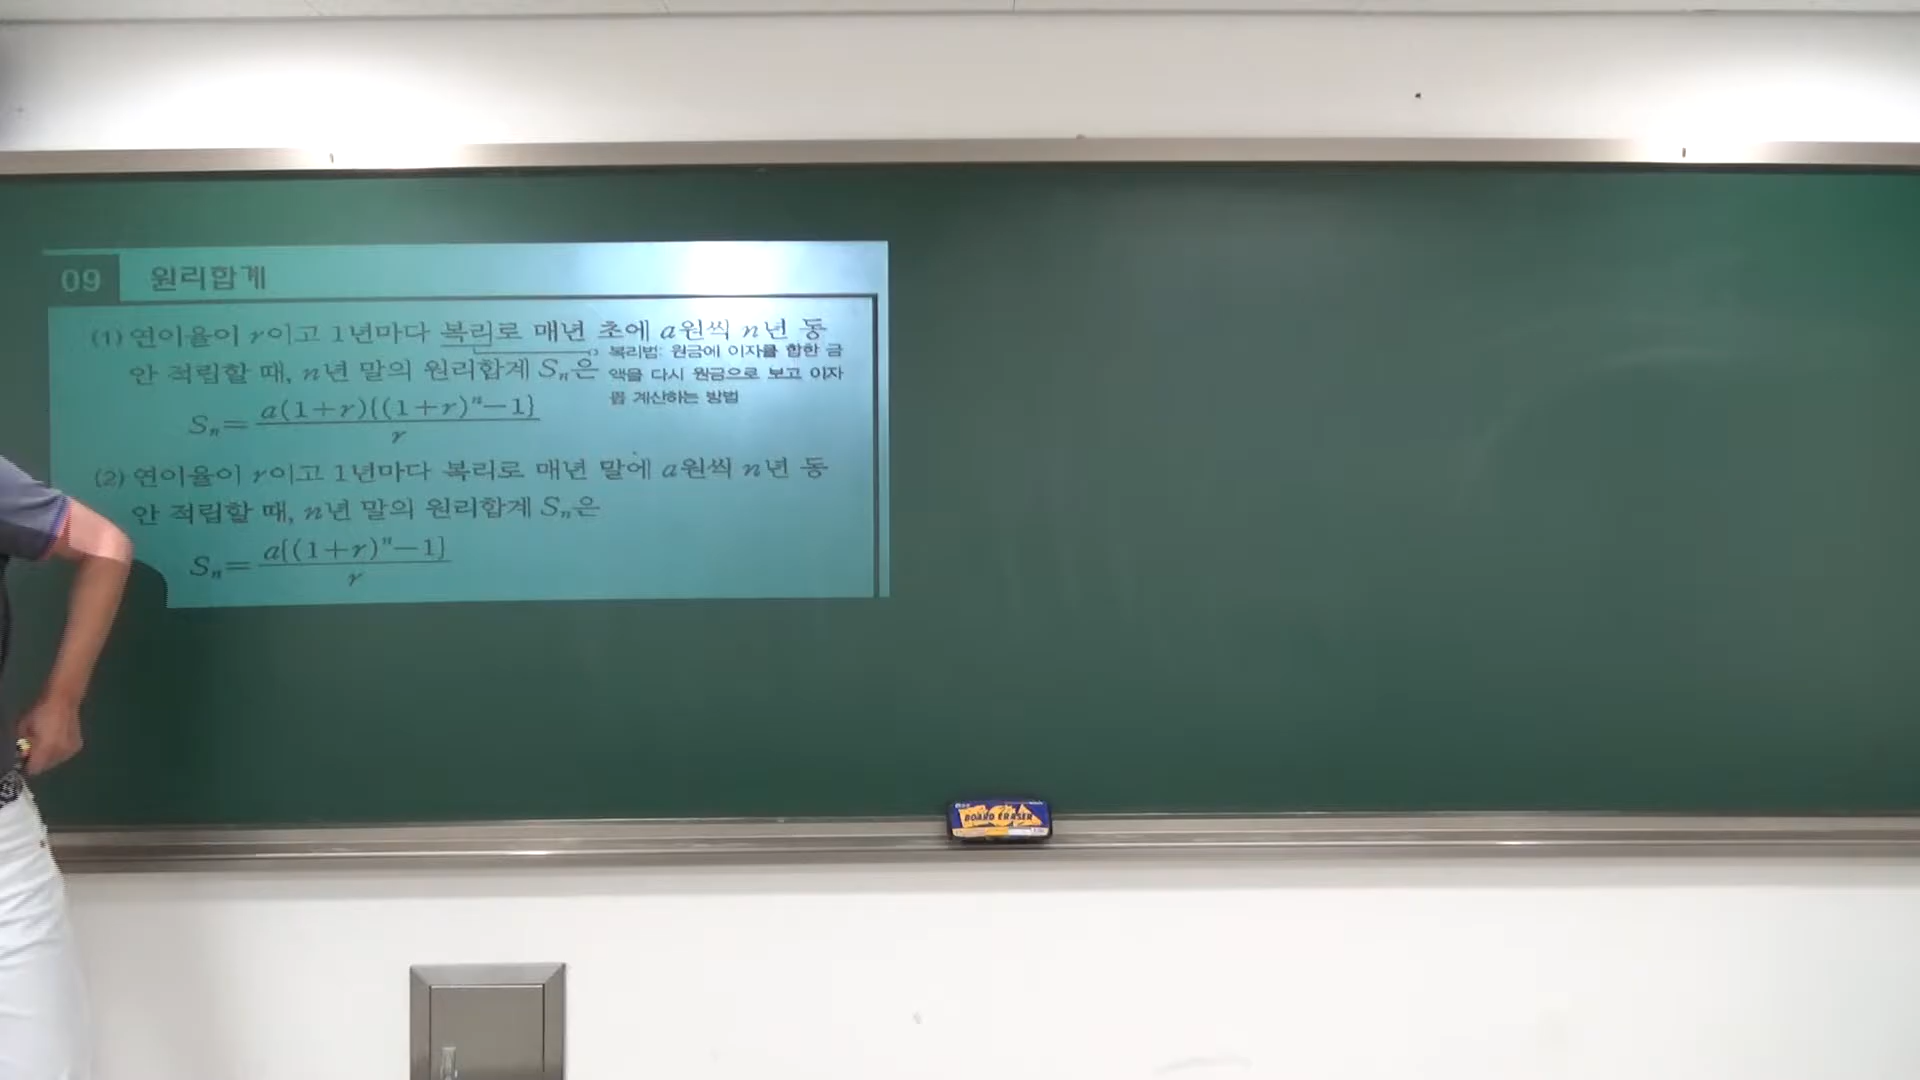 09 원리합계
(1) 연이율이 r이고 1년마다 복리로 매년 초에 a원씩 n년 동
안 적립할 때, n년 말의 원리합계 Sₙ은
복리법: 원금에 이자를 합한 금
액을 다시 원금으로 보고 이자
를 계산하는 방법
Sₙ = a(1+r){(1+r)ⁿ−1} / r
(2) 연이율이 r이고 1년마다 복리로 매년 말에 a원씩 n년 동
안 적립할 때, n년 말의 원리합계 Sₙ은
Sₙ = a{(1+r)ⁿ−1} / r
BOARD ERASER